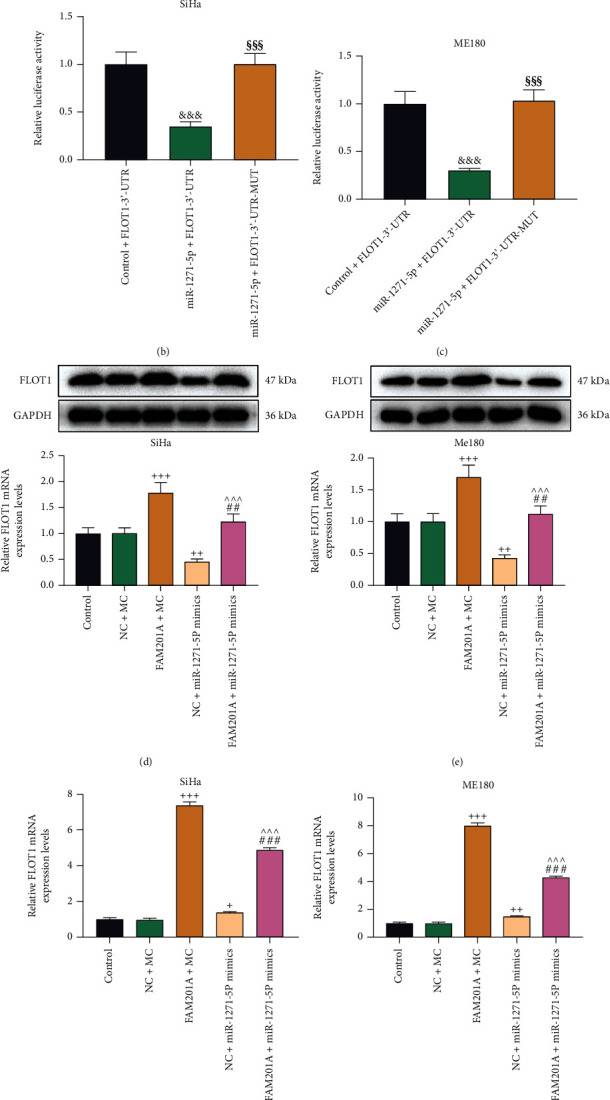 SiHa
Relative luciferase activity
1.5
1.0
0.5
0.0
&&&
§§§
Control + FLOT1-3′-UTR
miR-1271-5p + FLOT1-3′-UTR
miR-1271-5p + FLOT1-3′-UTR-MUT
(b)
ME180
Relative luciferase activity
1.5
1.0
0.5
0.0
&&&
§§§
Control + FLOT1-3′-UTR
miR-1271-5p + FLOT1-3′-UTR
miR-1271-5p + FLOT1-3′-UTR-MUT
(c)
FLOT1
47 kDa
GAPDH
36 kDa
SiHa
Relative FLOT1 mRNA
expression levels
2.5
2.0
1.5
1.0
0.5
0.0
+++
++
^^^
##
Control
NC + MC
FAM201A + MC
NC + miR-1271-5P mimics
FAM201A + miR-1271-5P mimics
(d)
FLOT1
47 kDa
GAPDH
36 kDa
Me180
Relative FLOT1 mRNA
expression levels
2.0
1.5
1.0
0.5
0.0
+++
++
^^^
##
Control
NC + MC
FAM201A + MC
NC + miR-1271-5P mimics
FAM201A + miR-1271-5P mimics
(e)
SiHa
Relative FLOT1 mRNA
expression levels
8
6
4
2
0
+++
+
^^^
###
Control
NC + MC
FAM201A + MC
NC + miR-1271-5P mimics
FAM201A + miR-1271-5P mimics
ME180
Relative FLOT1 mRNA
expression levels
10
8
6
4
2
0
+++
++
^^^
###
Control
NC + MC
FAM201A + MC
NC + miR-1271-5P mimics
FAM201A + miR-1271-5P mimics